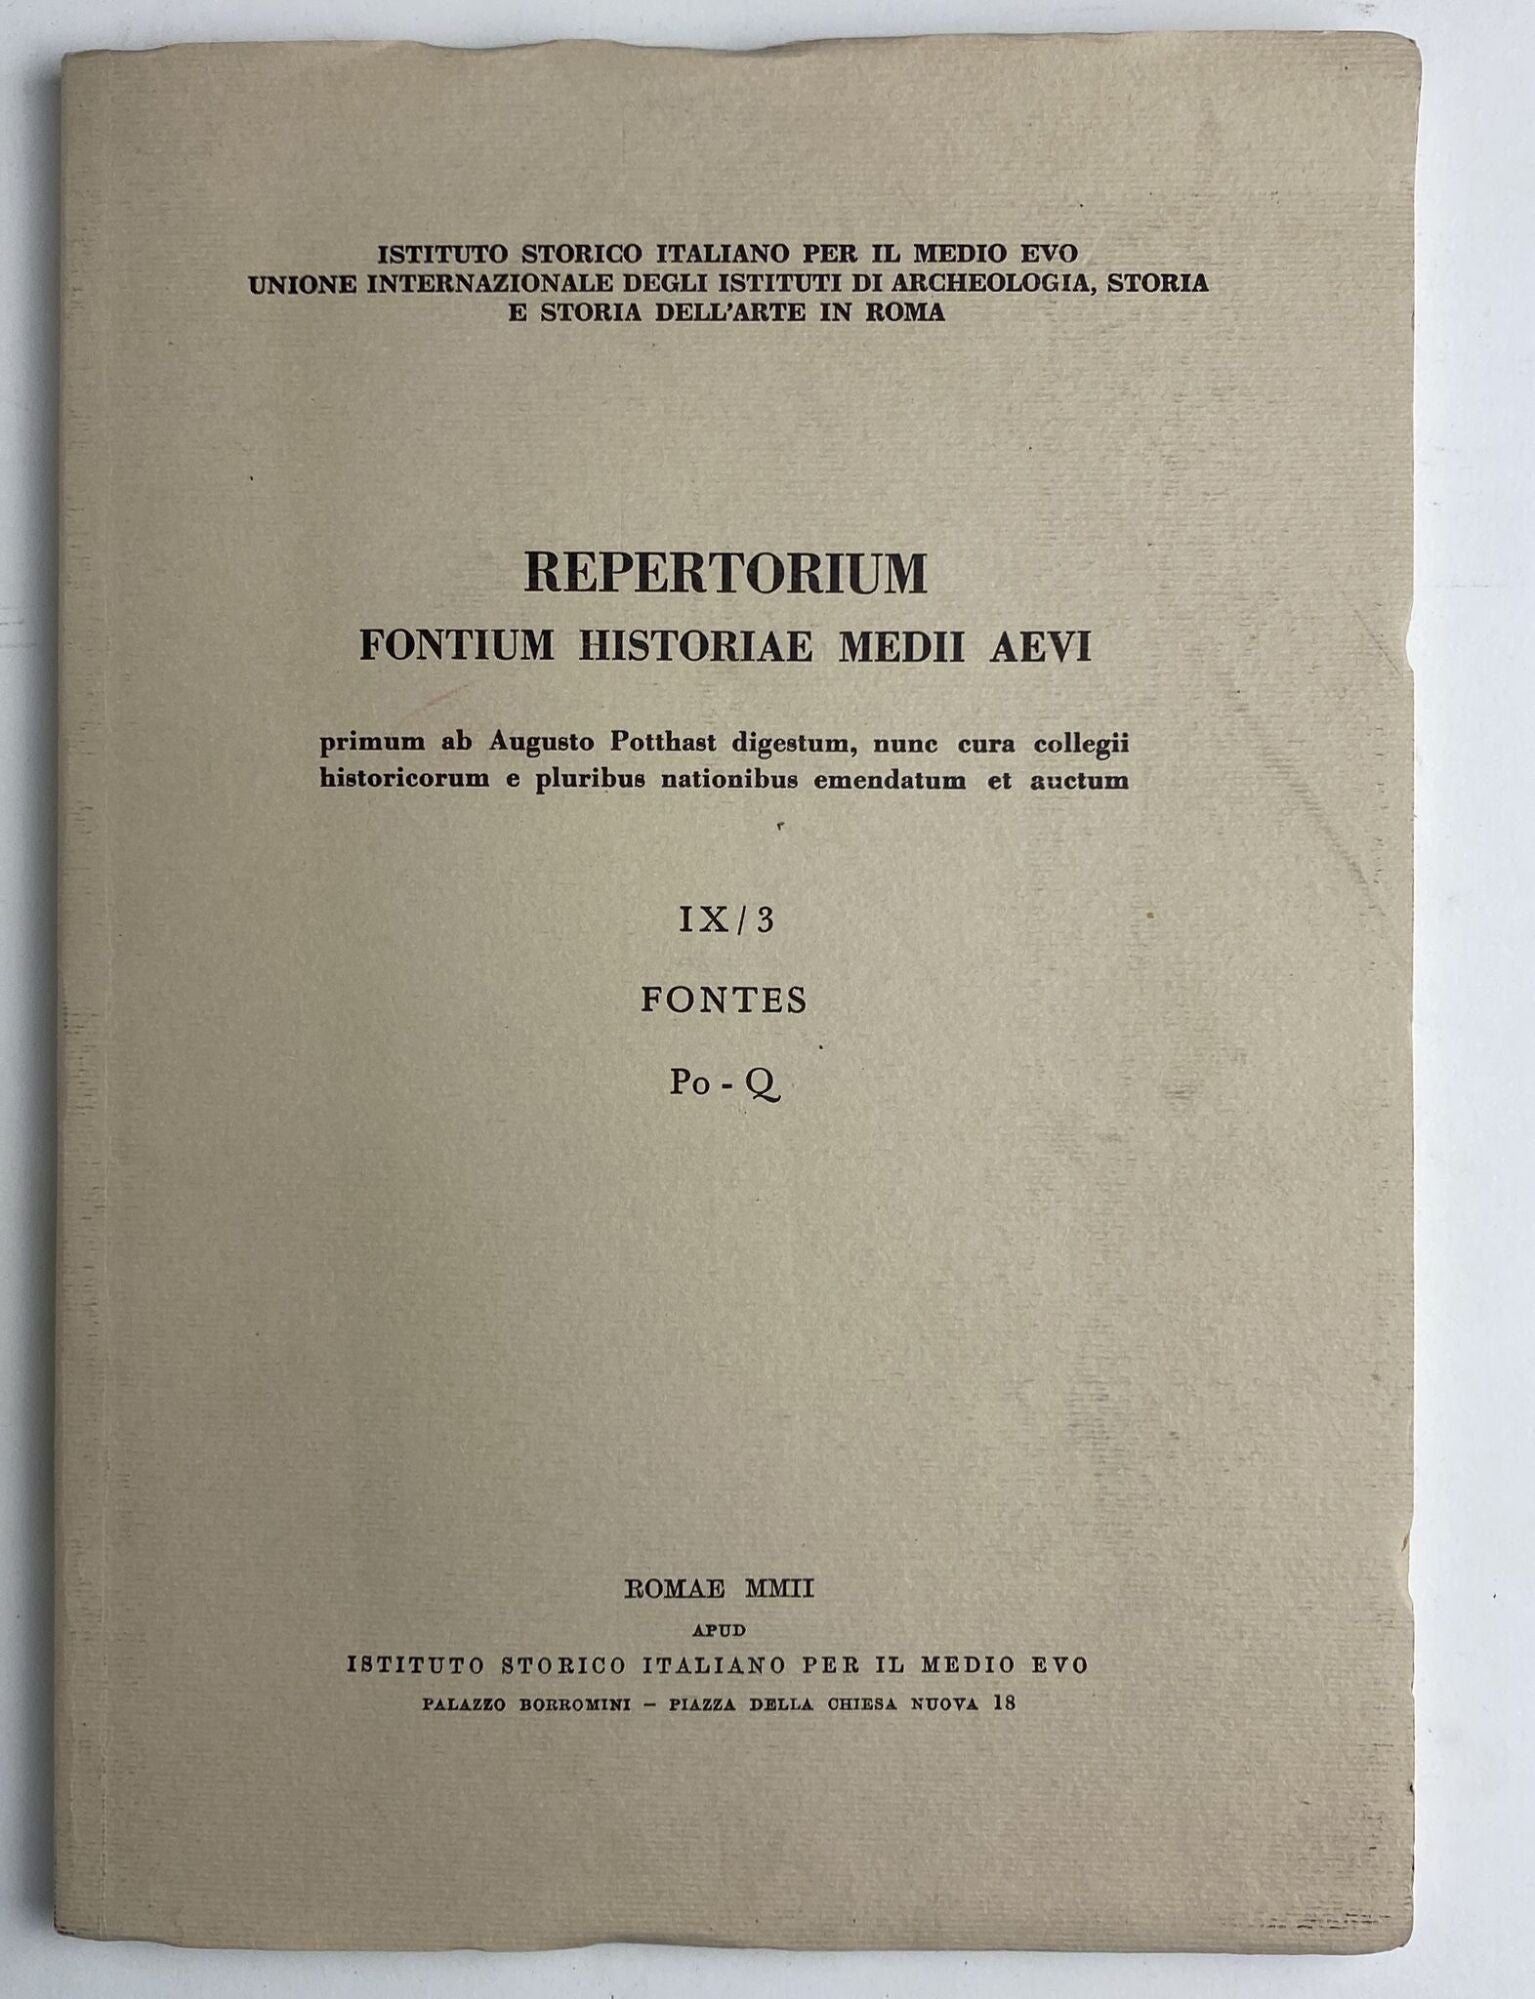 ISTITUTO STORICO ITALIANO PER IL MEDIO EVO
UNIONE INTERNAZIONALE DEGLI ISTITUTI DI ARCHEOLOGIA, STORIA
E STORIA DELL'ARTE IN ROMA
REPERTORIUM
FONTIUM HISTORIAE MEDII AEVI
primum ab Augusto Potthast digestum, nunc cura collegii
historicorum e pluribus nationibus emendatum et auctum
IX/3
FONTES
Po - Q
ROMAE MMII
APUD
ISTITUTO STORICO ITALIANO PER IL MEDIO EVO
PALAZZO BORROMINI – PIAZZA DELLA CHIESA NUOVA 18